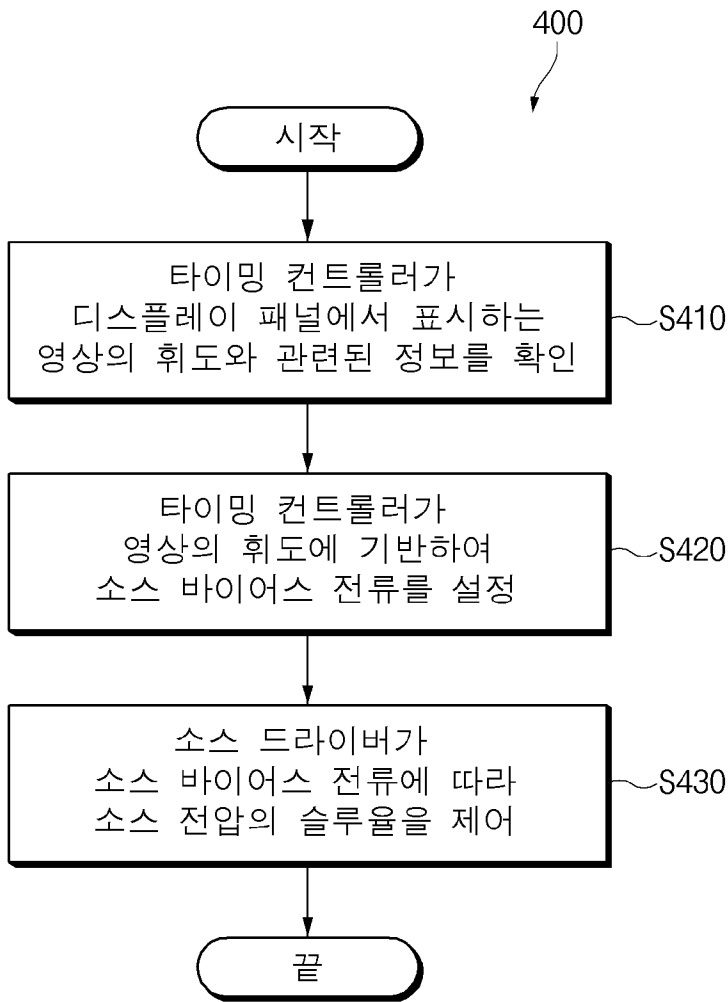 400
시작
타이밍 컨트롤러가
디스플레이 패널에서 표시하는
영상의 휘도와 관련된 정보를 확인
S410
타이밍 컨트롤러가
영상의 휘도에 기반하여
소스 바이어스 전류를 설정
S420
소스 드라이버가
소스 바이어스 전류에 따라
소스 전압의 슬루율을 제어
S430
끝